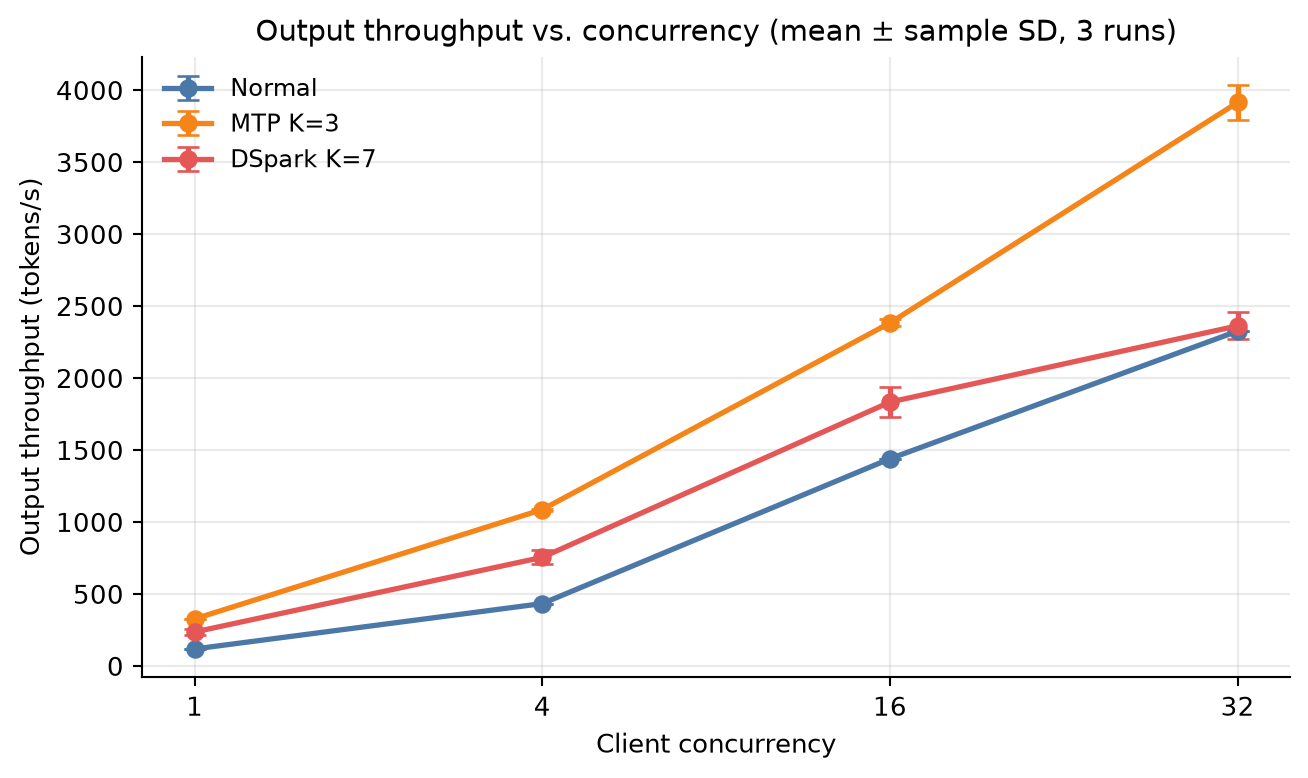 Output throughput vs. concurrency (mean ± sample SD, 3 runs)
Normal
MTP K=3
DSpark K=7
Output throughput (tokens/s)
4000
3500
3000
2500
2000
1500
1000
500
0
1 4 16 32
Client concurrency